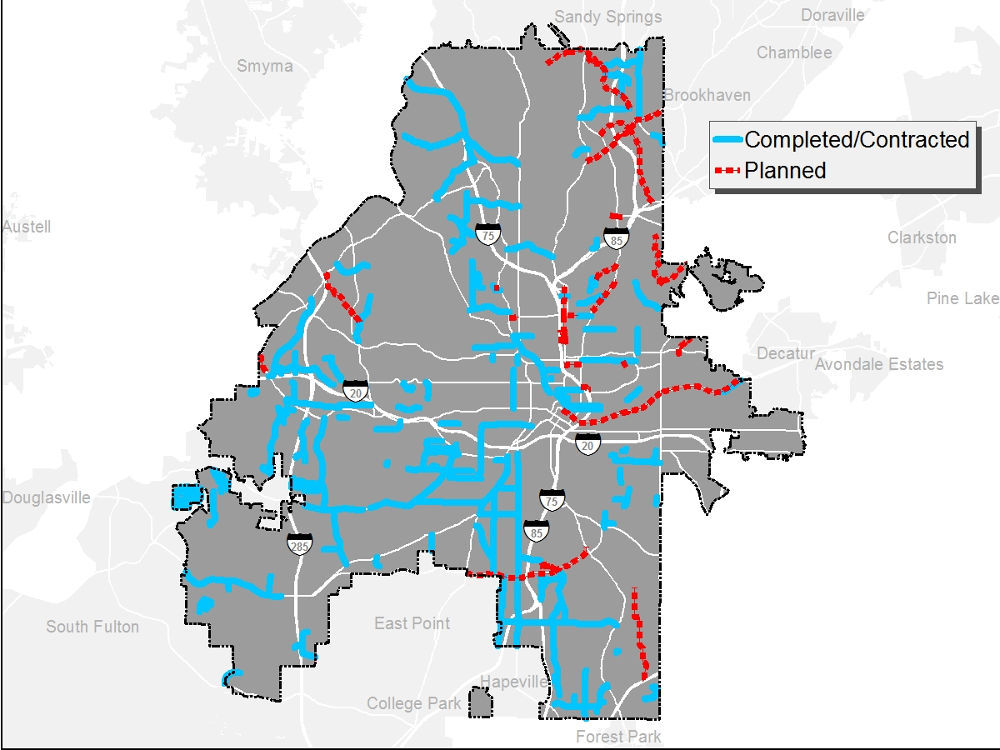 Sandy Springs
Doraville
Smyrna
Chamblee
Brookhaven
Completed/Contracted
Planned
Austell
75
85
Clarkston
Pine Lake
Decatur
Avondale Estates
20
20
Douglasville
75
85
285
South Fulton
East Point
Hapeville
College Park
Forest Park